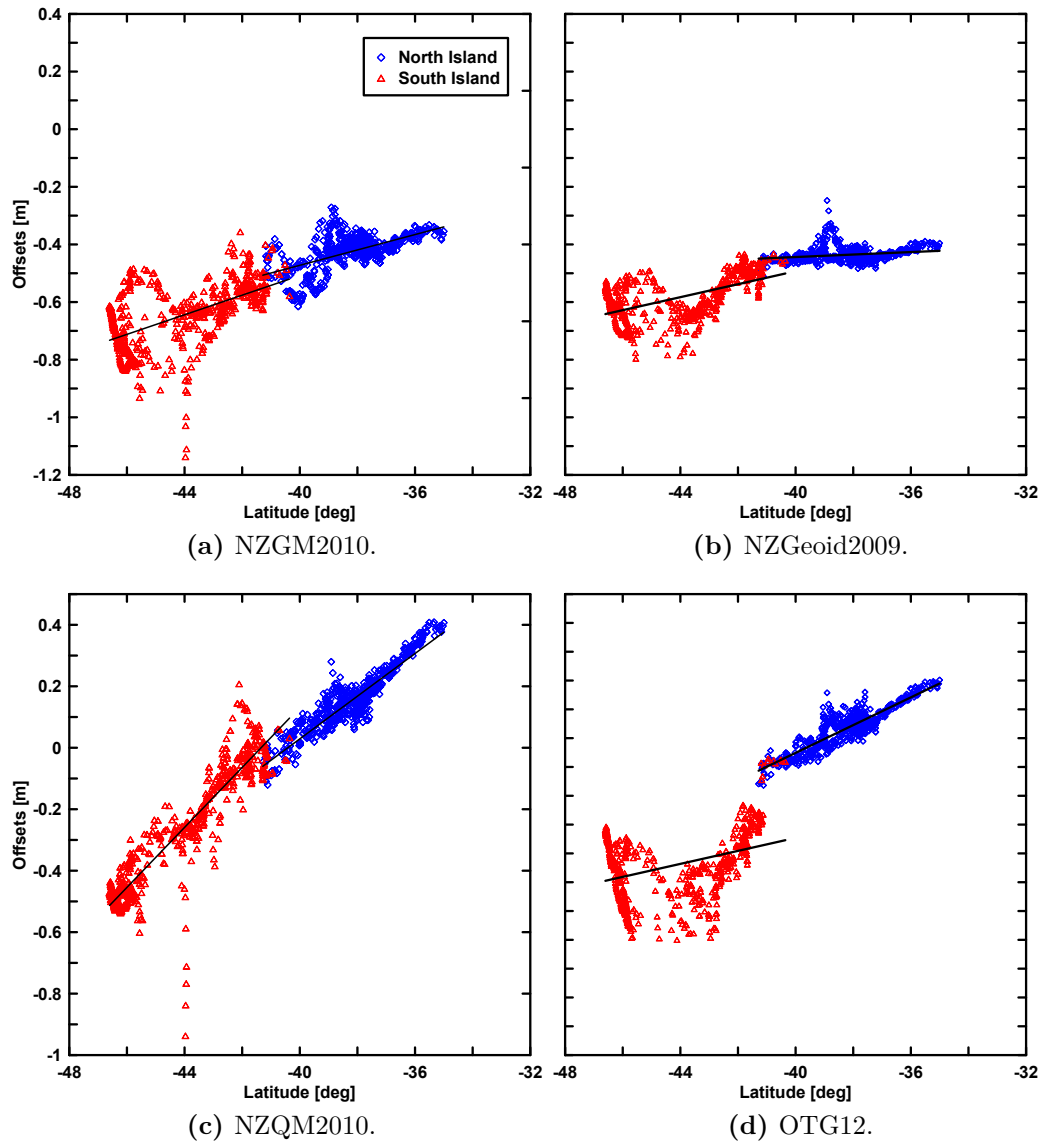 0.4
0.2
0
-0.2
-0.4
-0.6
-0.8
-1
-1.2
Offsets [m]
North Island
South Island
-48 -44 -40 -36 -32
Latitude [deg]
(a) NZGM2010.
-48 -44 -40 -36 -32
Latitude [deg]
(b) NZGeoid2009.
0.4
0.2
0
-0.2
-0.4
-0.6
-0.8
-1
Offsets [m]
-48 -44 -40 -36 -32
Latitude [deg]
(c) NZQM2010.
-48 -44 -40 -36 -32
Latitude [deg]
(d) OTG12.